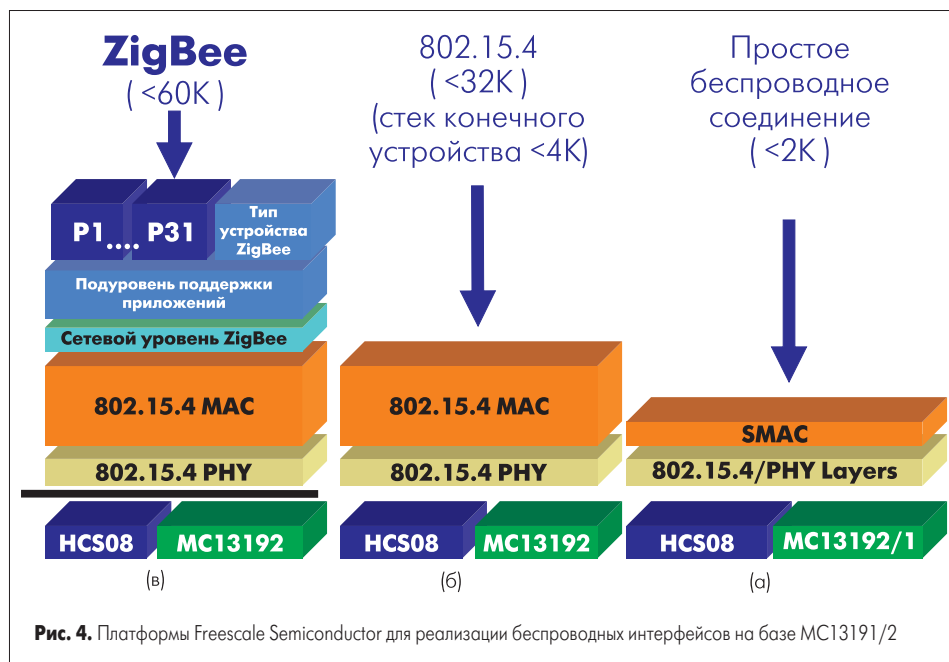 ZigBee
( <60K )
802.15.4
( <32K )
(стек конечного
устройства <4K)
Простое
беспроводное
соединение
( <2K )
P1.... P31
Тип
устройства
ZigBee
Подуровень поддержки
приложений
Сетевой уровень ZigBee
802.15.4 MAC
802.15.4 PHY
HCS08 MC13192
(в)
802.15.4 MAC
802.15.4 PHY
HCS08 MC13192
(б)
SMAC
802.15.4/PHY Layers
HCS08 MC13192/1
(а)
Рис. 4. Платформы Freescale Semiconductor для реализации беспроводных интерфейсов на базе MC13191/2